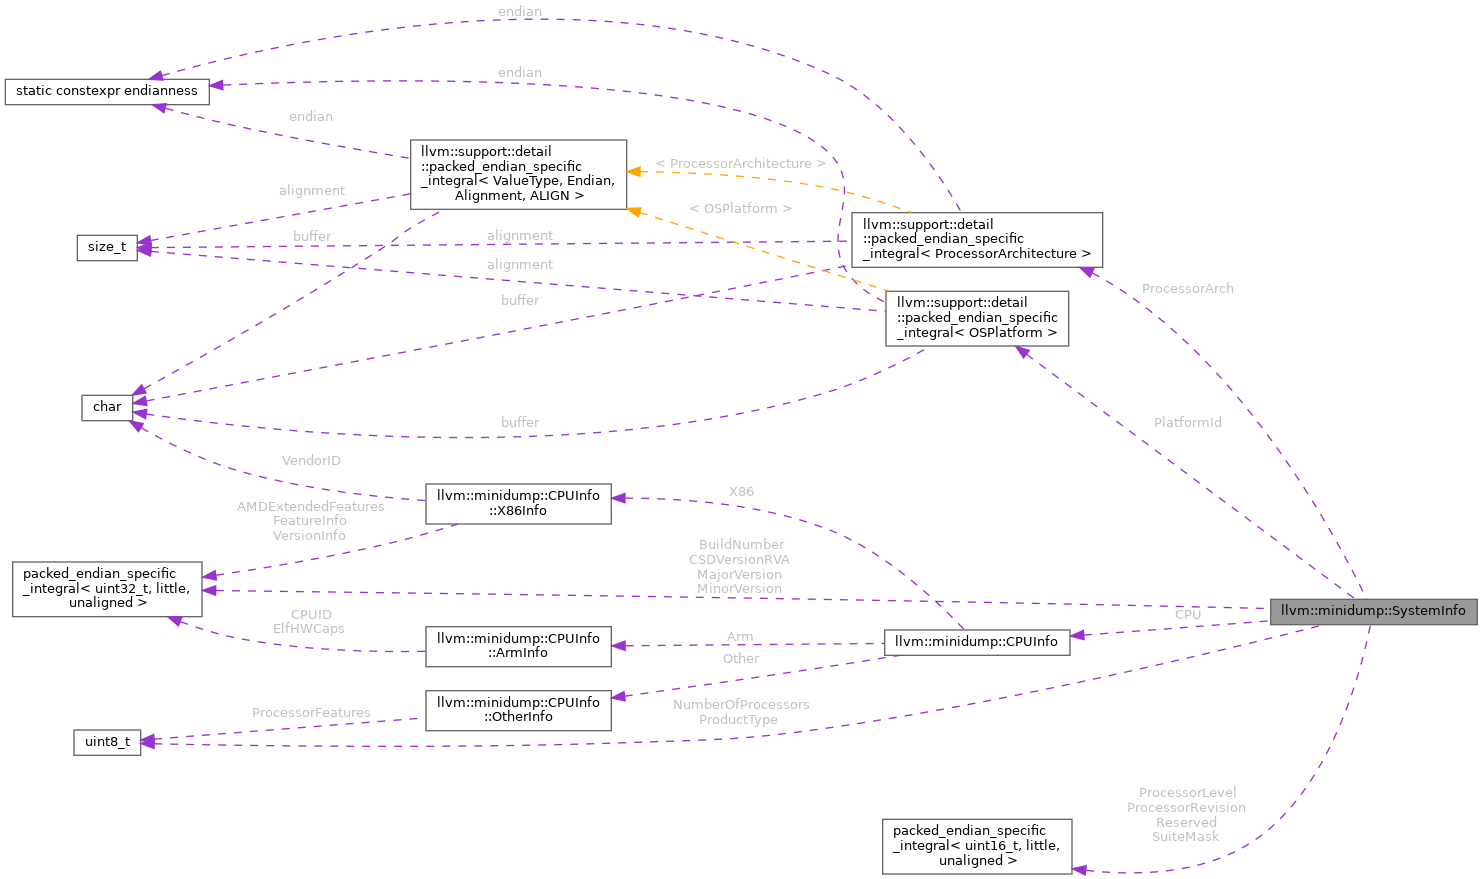 endian
endian
static constexpr endianness
endian
llvm::support::detail
::packed_endian_specific
_integral< ValueType, Endian,
Alignment, ALIGN >
< ProcessorArchitecture >
alignment
< OSPlatform >
llvm::support::detail
::packed_endian_specific
_integral< ProcessorArchitecture >
size_t
buffer
alignment
alignment
ProcessorArch
buffer
llvm::support::detail
::packed_endian_specific
_integral< OSPlatform >
char
buffer
PlatformId
VendorID
llvm::minidump::CPUInfo
::X86Info
X86
AMDExtendedFeatures
FeatureInfo
VersionInfo
BuildNumber
CSDVersionRVA
MajorVersion
MinorVersion
packed_endian_specific
_integral< uint32_t, little,
unaligned >
CPUID
ElfHWCaps
llvm::minidump::CPUInfo
::ArmInfo
Arm
llvm::minidump::CPUInfo
CPU
llvm::minidump::SystemInfo
Other
llvm::minidump::CPUInfo
::OtherInfo
ProcessorFeatures
NumberOfProcessors
ProductType
uint8_t
ProcessorLevel
ProcessorRevision
Reserved
SuiteMask
packed_endian_specific
_integral< uint16_t, little,
unaligned >